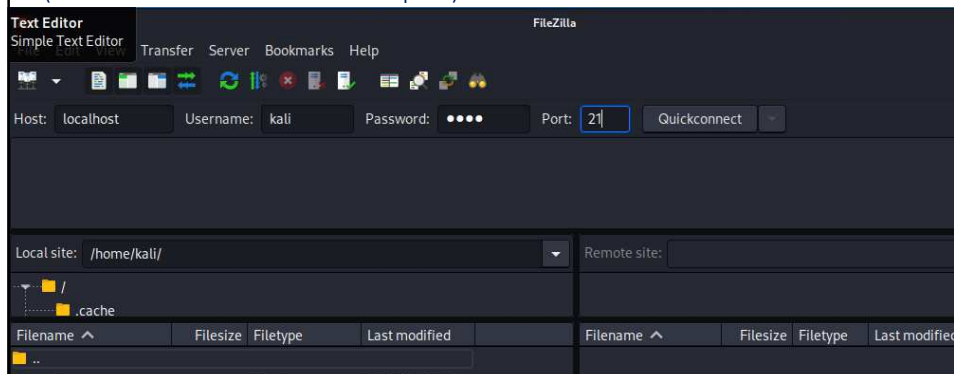 Text Editor
FileZilla
Simple Text Editor
Transfer Server Bookmarks Help
Host: localhost Username: kali Password: •••• Port: 21 Quickconnect
Local site: /home/kali/ Remote site:
/
.cache
Filename Filesize Filetype Last modified Filename Filesize Filetype Last modified
..